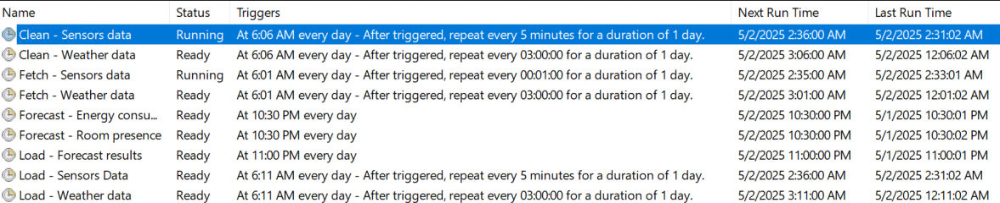 Name Status Triggers Next Run Time Last Run Time
Clean - Sensors data Running At 6:06 AM every day - After triggered, repeat every 5 minutes for a duration of 1 day. 5/2/2025 2:36:00 AM 5/2/2025 2:31:02 AM
Clean - Weather data Ready At 6:06 AM every day - After triggered, repeat every 03:00:00 for a duration of 1 day. 5/2/2025 3:06:00 AM 5/2/2025 12:06:02 AM
Fetch - Sensors data Running At 6:01 AM every day - After triggered, repeat every 00:01:00 for a duration of 1 day. 5/2/2025 2:35:00 AM 5/2/2025 2:33:01 AM
Fetch - Weather data Ready At 6:01 AM every day - After triggered, repeat every 03:00:00 for a duration of 1 day. 5/2/2025 3:01:00 AM 5/2/2025 12:01:02 AM
Forecast - Energy consu... Ready At 10:30 PM every day 5/2/2025 10:30:00 PM 5/1/2025 10:30:01 PM
Forecast - Room presence Ready At 10:30 PM every day 5/2/2025 10:30:00 PM 5/1/2025 10:30:02 PM
Load - Forecast results Ready At 11:00 PM every day 5/2/2025 11:00:00 PM 5/1/2025 11:00:01 PM
Load - Sensors Data Ready At 6:11 AM every day - After triggered, repeat every 5 minutes for a duration of 1 day. 5/2/2025 2:36:00 AM 5/2/2025 2:31:02 AM
Load - Weather data Ready At 6:11 AM every day - After triggered, repeat every 03:00:00 for a duration of 1 day. 5/2/2025 3:11:00 AM 5/2/2025 12:11:02 AM